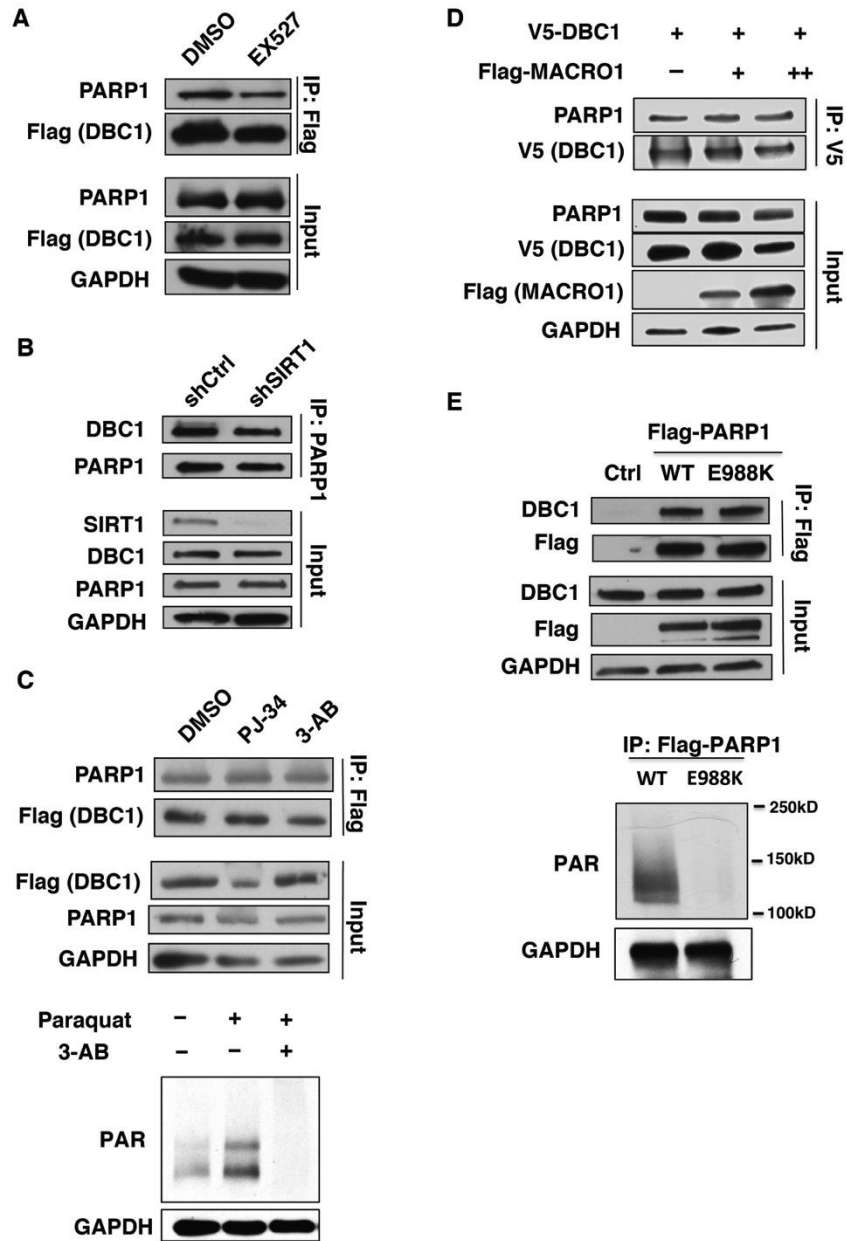 A
DMSO
EX527
PARP1
Flag (DBC1)
IP: Flag
PARP1
Flag (DBC1)
GAPDH
Input
B
shCtrl
shSIRT1
DBC1
PARP1
IP: PARP1
SIRT1
DBC1
PARP1
GAPDH
Input
C
DMSO
PJ-34
3-AB
PARP1
Flag (DBC1)
IP: Flag
Flag (DBC1)
PARP1
GAPDH
Input
Paraquat – + +
3-AB – – +
PAR
GAPDH
D
V5-DBC1 + + +
Flag-MACRO1 – + ++
PARP1
V5 (DBC1)
IP: V5
PARP1
V5 (DBC1)
Flag (MACRO1)
GAPDH
Input
E
Flag-PARP1
Ctrl WT E988K
DBC1
Flag
IP: Flag
DBC1
Flag
GAPDH
Input
IP: Flag-PARP1
WT E988K
PAR
– 250kD
– 150kD
– 100kD
GAPDH